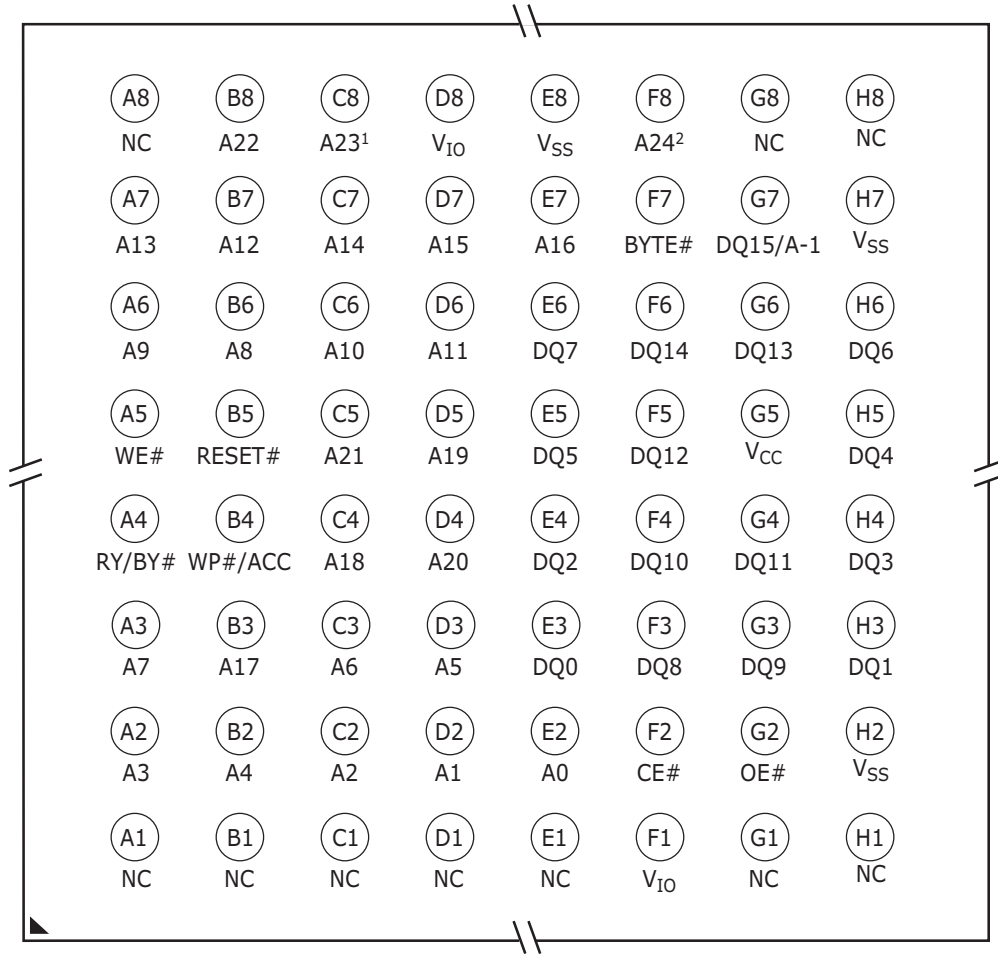 A8 B8 C8 D8 E8 F8 G8 H8
NC A22 A23¹ V_IO V_SS A24² NC NC
A7 B7 C7 D7 E7 F7 G7 H7
A13 A12 A14 A15 A16 BYTE# DQ15/A-1 V_SS
A6 B6 C6 D6 E6 F6 G6 H6
A9 A8 A10 A11 DQ7 DQ14 DQ13 DQ6
A5 B5 C5 D5 E5 F5 G5 H5
WE# RESET# A21 A19 DQ5 DQ12 V_CC DQ4
A4 B4 C4 D4 E4 F4 G4 H4
RY/BY# WP#/ACC A18 A20 DQ2 DQ10 DQ11 DQ3
A3 B3 C3 D3 E3 F3 G3 H3
A7 A17 A6 A5 DQ0 DQ8 DQ9 DQ1
A2 B2 C2 D2 E2 F2 G2 H2
A3 A4 A2 A1 A0 CE# OE# V_SS
A1 B1 C1 D1 E1 F1 G1 H1
NC NC NC NC NC V_IO NC NC